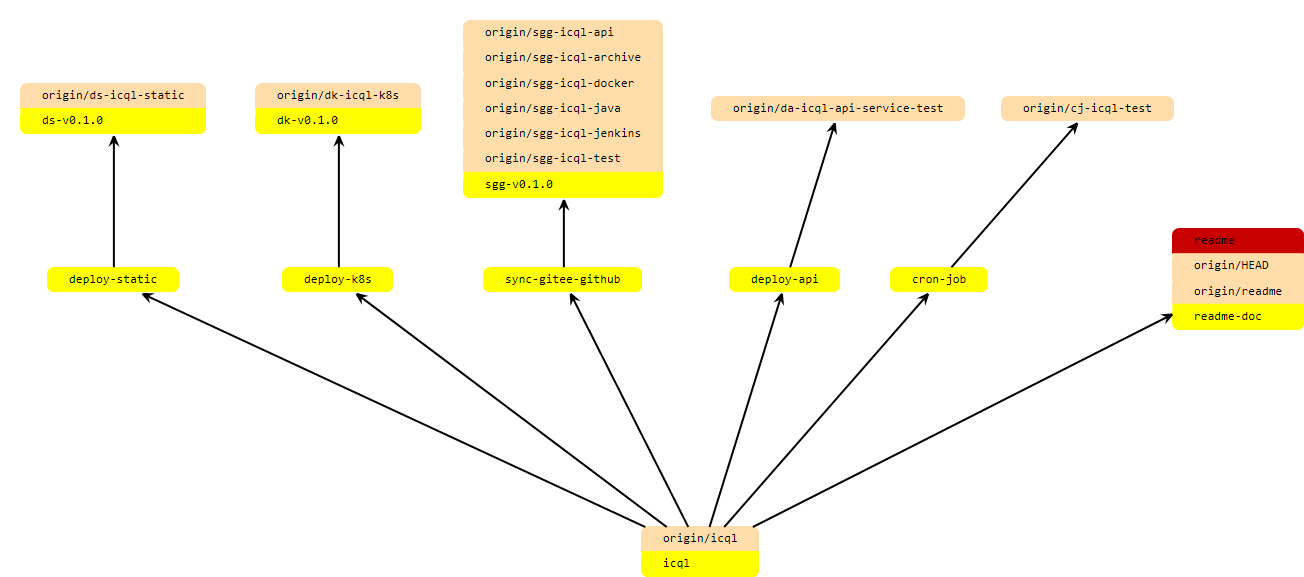 origin/sgg-icql-api
origin/sgg-icql-archive
origin/sgg-icql-docker
origin/sgg-icql-java
origin/sgg-icql-jenkins
origin/sgg-icql-test
sgg-v0.1.0
origin/ds-icql-static
ds-v0.1.0
origin/dk-icql-k8s
dk-v0.1.0
origin/da-icql-api-service-test
origin/cj-icql-test
readme
origin/HEAD
origin/readme
readme-doc
deploy-static
deploy-k8s
sync-gitee-github
deploy-api
cron-job
origin/icql
icql